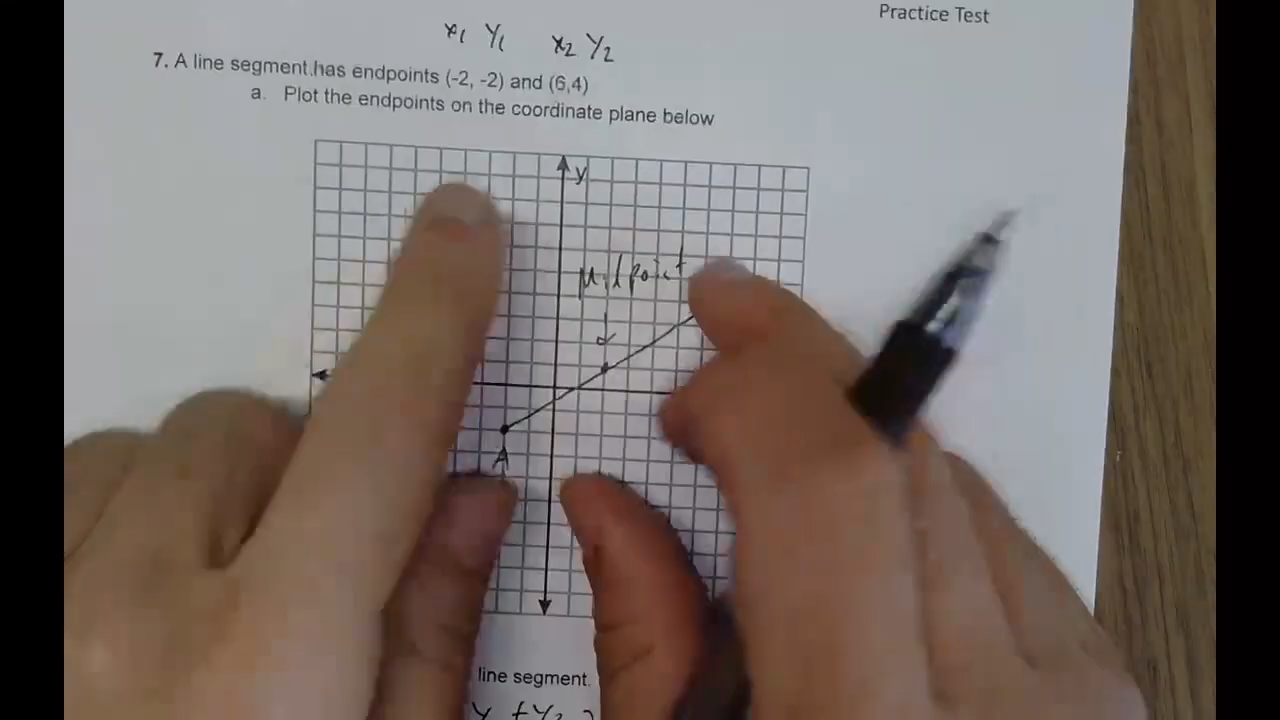 Practice Test
x1 y1 x2 y2
7. A line segment has endpoints (-2, -2) and (6,4)
a. Plot the endpoints on the coordinate plane below
y
Midpoint
A
line segment.